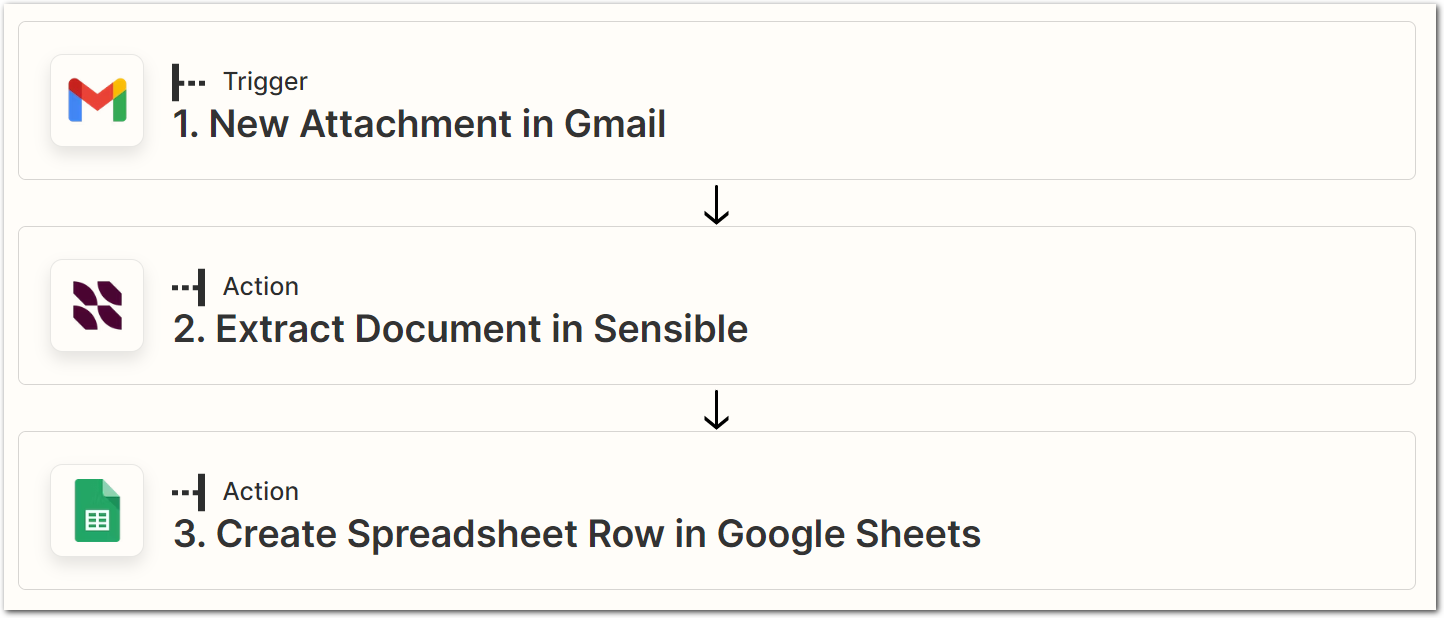 Trigger
1. New Attachment in Gmail
Action
2. Extract Document in Sensible
Action
3. Create Spreadsheet Row in Google Sheets